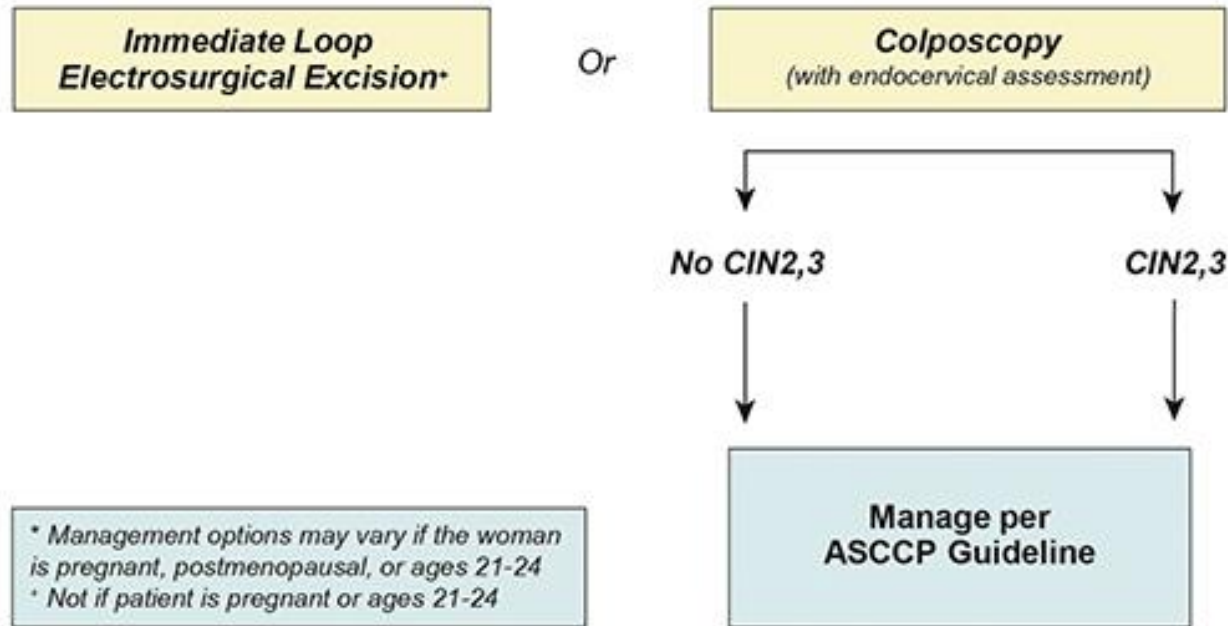 Immediate Loop
Electrosurgical Excision⁺
Or
Colposcopy
(with endocervical assessment)
No CIN2,3
CIN2,3
Manage per
ASCCP Guideline
* Management options may vary if the woman
is pregnant, postmenopausal, or ages 21-24
⁺ Not if patient is pregnant or ages 21-24